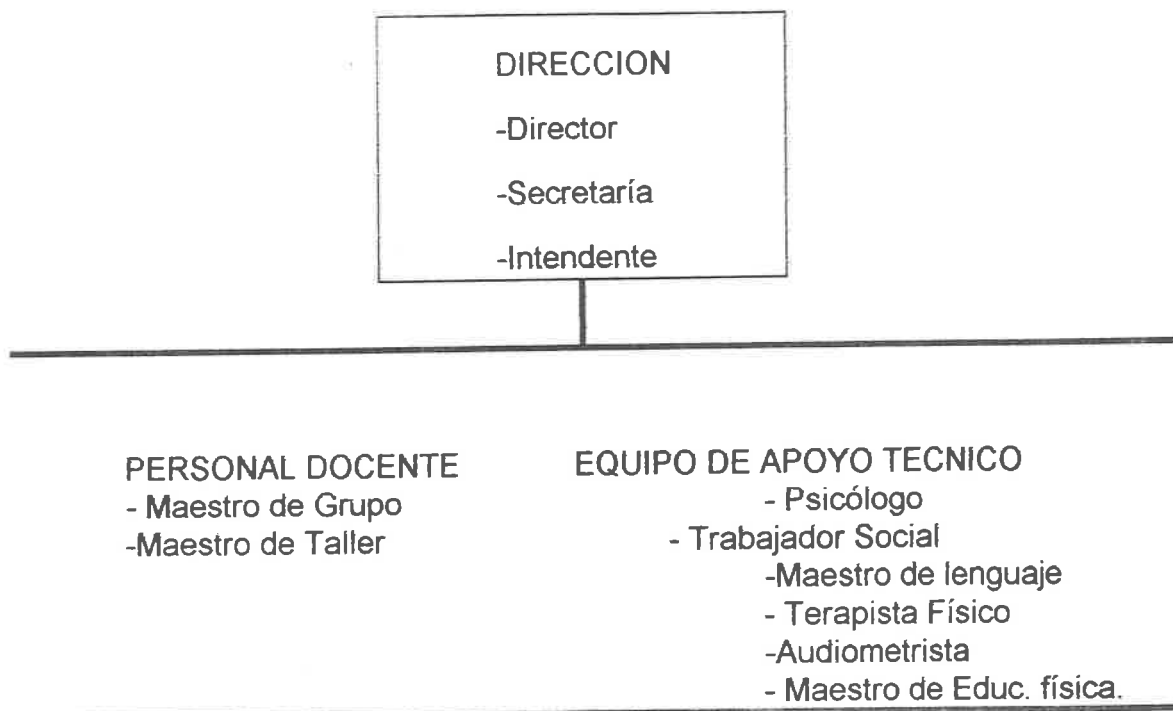 DIRECCION
-Director
-Secretaría
-Intendente
PERSONAL DOCENTE
- Maestro de Grupo
-Maestro de Taller
EQUIPO DE APOYO TECNICO
- Psicólogo
- Trabajador Social
-Maestro de lenguaje
- Terapista Físico
-Audiometrista
- Maestro de Educ. física.